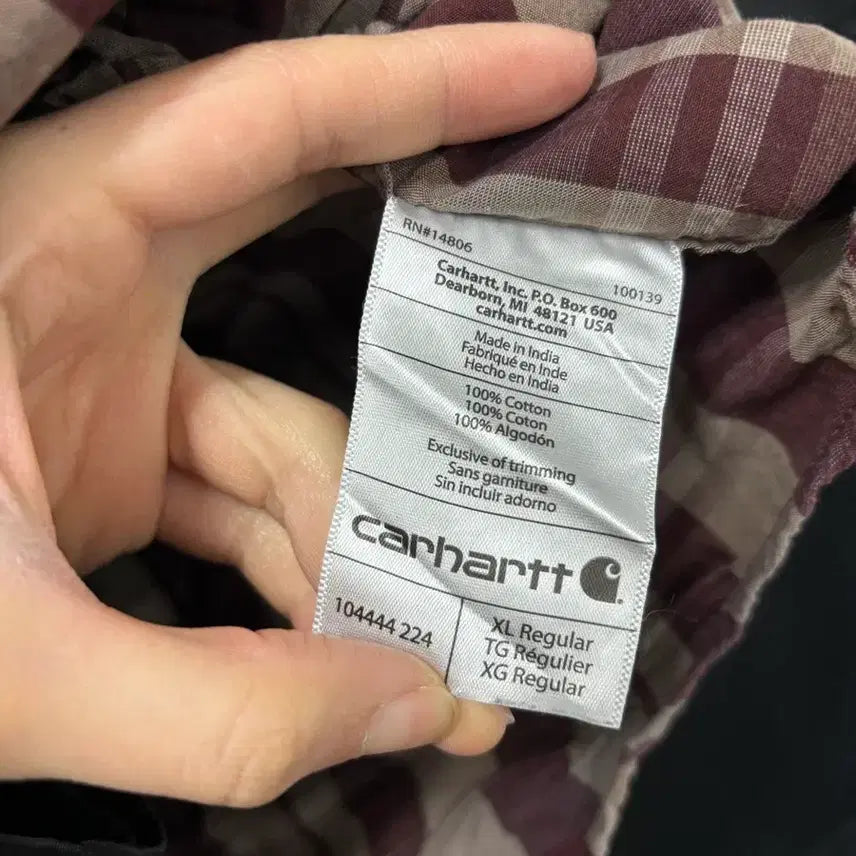 RN#14806
100139
Carhartt, Inc. P.O. Box 600
Dearborn, MI 48121 USA
carhartt.com
Made in India
Fabriqué en Inde
Hecho en India
100% Cotton
100% Coton
100% Algodón
Exclusive of trimming
Sans garniture
Sin incluir adorno
carhartt
104444 224
XL Regular
TG Régulier
XG Regular